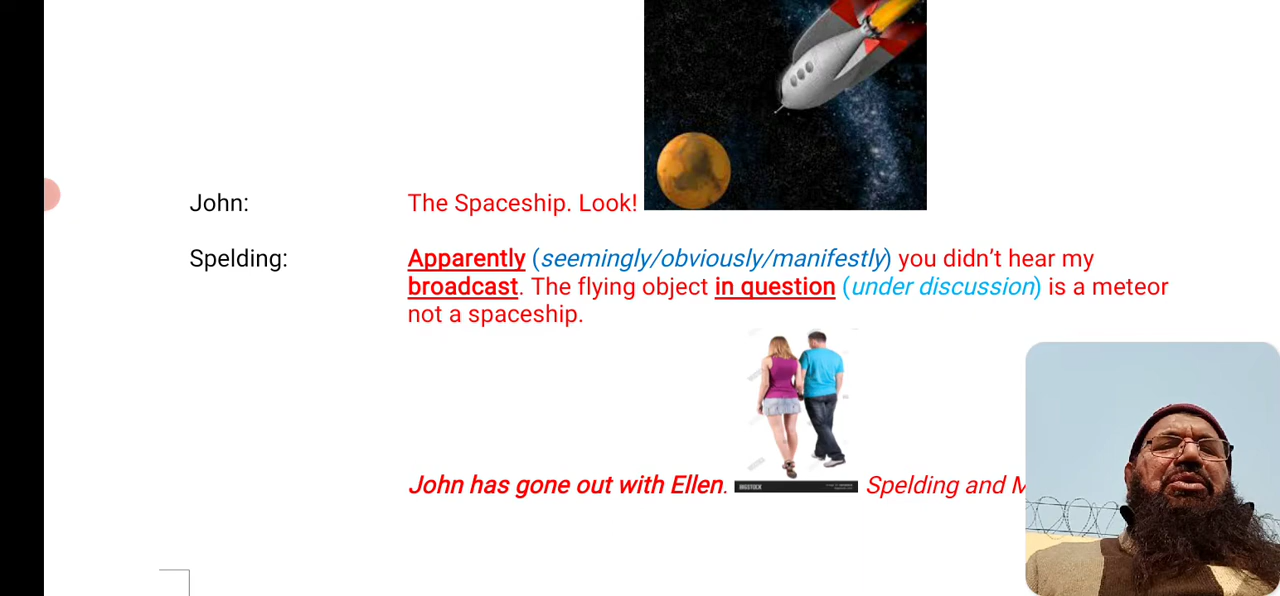 John: The Spaceship. Look!
Spelding: Apparently (seemingly/obviously/manifestly) you didn’t hear my
broadcast. The flying object in question (under discussion) is a meteor
not a spaceship.
John has gone out with Ellen. Spelding and
BIGSTOCK